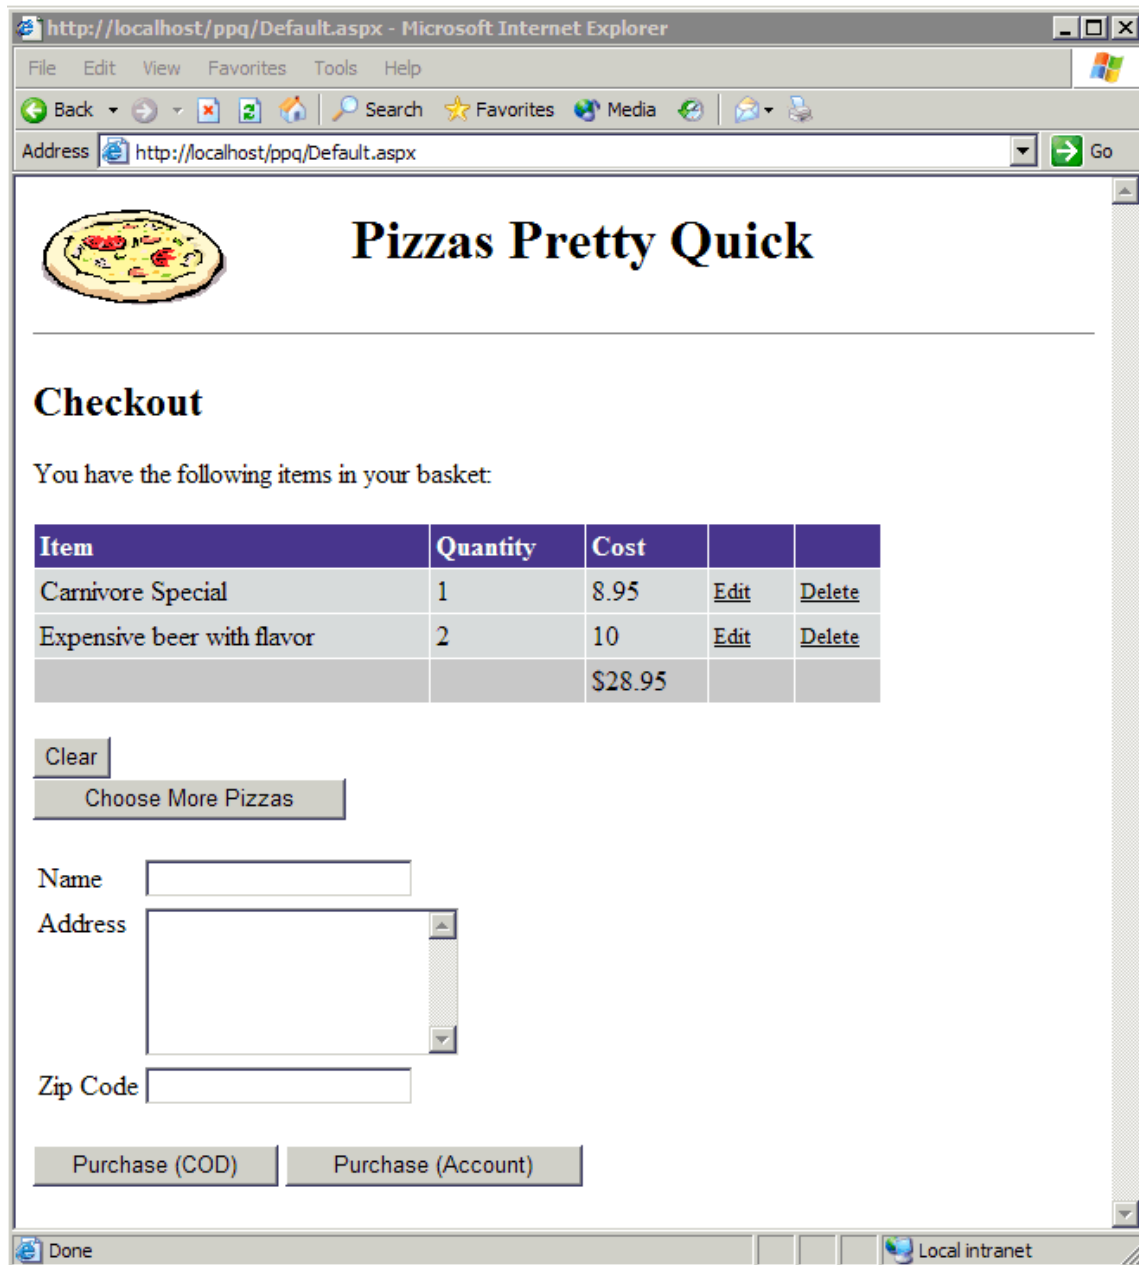 http://localhost/ppq/Default.aspx - Microsoft Internet Explorer
File Edit View Favorites Tools Help
Back Search Favorites Media
Address http://localhost/ppq/Default.aspx Go
Pizzas Pretty Quick
Checkout
You have the following items in your basket:
Item Quantity Cost
Carnivore Special 1 8.95 Edit Delete
Expensive beer with flavor 2 10 Edit Delete
$28.95
Clear
Choose More Pizzas
Name
Address
Zip Code
Purchase (COD) Purchase (Account)
Done Local intranet